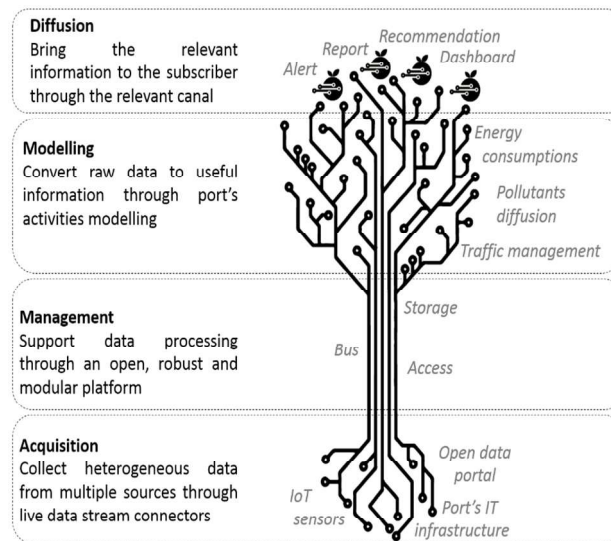 Diffusion
Bring the relevant
information to the subscriber
through the relevant canal
Alert
Report
Recommendation
Dashboard
Modelling
Convert raw data to useful
information through port's
activities modelling
Energy
consumptions
Pollutants
diffusion
Traffic management
Management
Support data processing
through an open, robust and
modular platform
Storage
Bus
Access
Acquisition
Collect heterogeneous data
from multiple sources through
live data stream connectors
IoT
sensors
Open data
portal
Port's IT
infrastructure